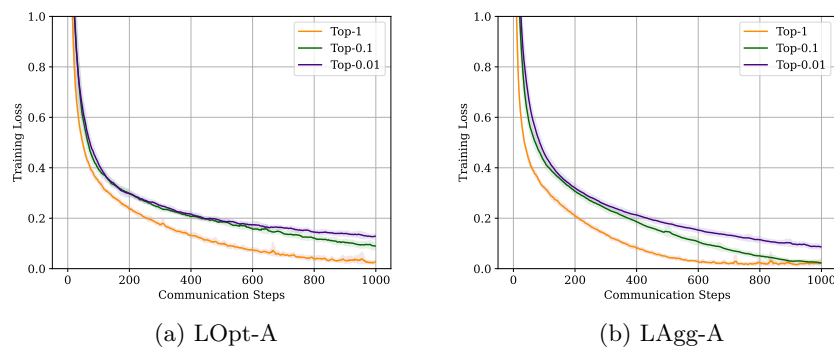 1.0
0.8
0.6
0.4
0.2
0.0
Training Loss
0
200
400
600
800
1000
Communication Steps
Top-1
Top-0.1
Top-0.01
(a) LOpt-A
1.0
0.8
0.6
0.4
0.2
0.0
Training Loss
0
200
400
600
800
1000
Communication Steps
Top-1
Top-0.1
Top-0.01
(b) LAgg-A